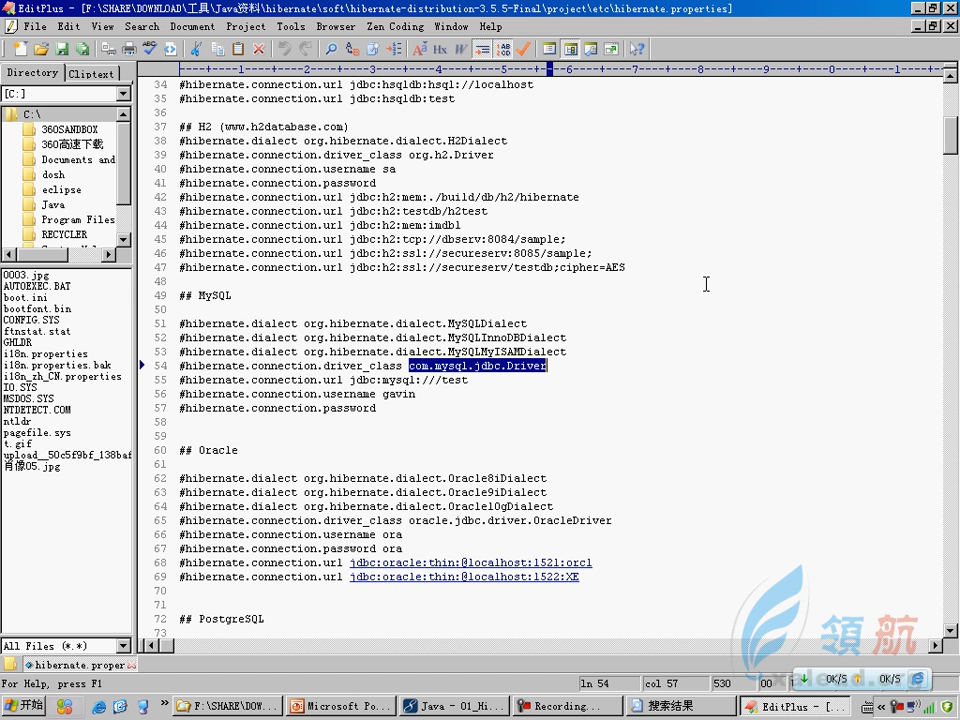 EditPlus - [F:\SHARE\DOWNLOAD\工具\Java资料\hibernate\soft\hibernate-distribution-3.5.5-Final\project\etc\hibernate.properties]
File Edit View Search Document Project Tools Browser Zen Coding Window Help
Directory Cliptext
[C:]
C:\
360SANDBOX
360高速下载
Documents and
dosh
eclipse
Java
Program Files
RECYCLER
0003.jpg
AUTOEXEC.BAT
boot.ini
bootfont.bin
CONFIG.SYS
ftnstat.stat
GHLDR
i18n.properties
i18n.properties.bak
i18n_zh_CN.properties
IO.SYS
MSDOS.SYS
NTDETECT.COM
ntldr
pagefile.sys
t.gif
upload__50c5f9bf_138baf
肖像05.jpg
All Files (*.*)
----+----1----+----2----+----3----+----4----+----5----+----6----+----7----+----8----+----9----+----0----+----1----+--
34 #hibernate.connection.url jdbc:hsqldb:hsql://localhost
35 #hibernate.connection.url jdbc:hsqldb:test
36
37 ## H2 (www.h2database.com)
38 #hibernate.dialect org.hibernate.dialect.H2Dialect
39 #hibernate.connection.driver_class org.h2.Driver
40 #hibernate.connection.username sa
41 #hibernate.connection.password
42 #hibernate.connection.url jdbc:h2:mem:./build/db/h2/hibernate
43 #hibernate.connection.url jdbc:h2:testdb/h2test
44 #hibernate.connection.url jdbc:h2:mem:imdb1
45 #hibernate.connection.url jdbc:h2:tcp://dbserv:8084/sample;
46 #hibernate.connection.url jdbc:h2:ssl://secureserv:8085/sample;
47 #hibernate.connection.url jdbc:h2:ssl://secureserv/testdb;cipher=AES
48
49 ## MySQL
50
51 #hibernate.dialect org.hibernate.dialect.MySQLDialect
52 #hibernate.dialect org.hibernate.dialect.MySQLInnoDBDialect
53 #hibernate.dialect org.hibernate.dialect.MySQLMyISAMDialect
54 #hibernate.connection.driver_class com.mysql.jdbc.Driver
55 #hibernate.connection.url jdbc:mysql:///test
56 #hibernate.connection.username gavin
57 #hibernate.connection.password
58
59
60 ## Oracle
61
62 #hibernate.dialect org.hibernate.dialect.Oracle8iDialect
63 #hibernate.dialect org.hibernate.dialect.Oracle9iDialect
64 #hibernate.dialect org.hibernate.dialect.Oracle10gDialect
65 #hibernate.connection.driver_class oracle.jdbc.driver.OracleDriver
66 #hibernate.connection.username ora
67 #hibernate.connection.password ora
68 #hibernate.connection.url jdbc:oracle:thin:@localhost:1521:orcl
69 #hibernate.connection.url jdbc:oracle:thin:@localhost:1522:XE
70
71
72 ## PostgreSQL
73
領航
hibernate.proper
For Help, press F1 ln 54 col 57 530 00
0K/S 0K/S
开始 F:\SHARE\DOW... Microsoft Po... Java - 01_Hi... Recording... 搜索结果 EditPlus - [...